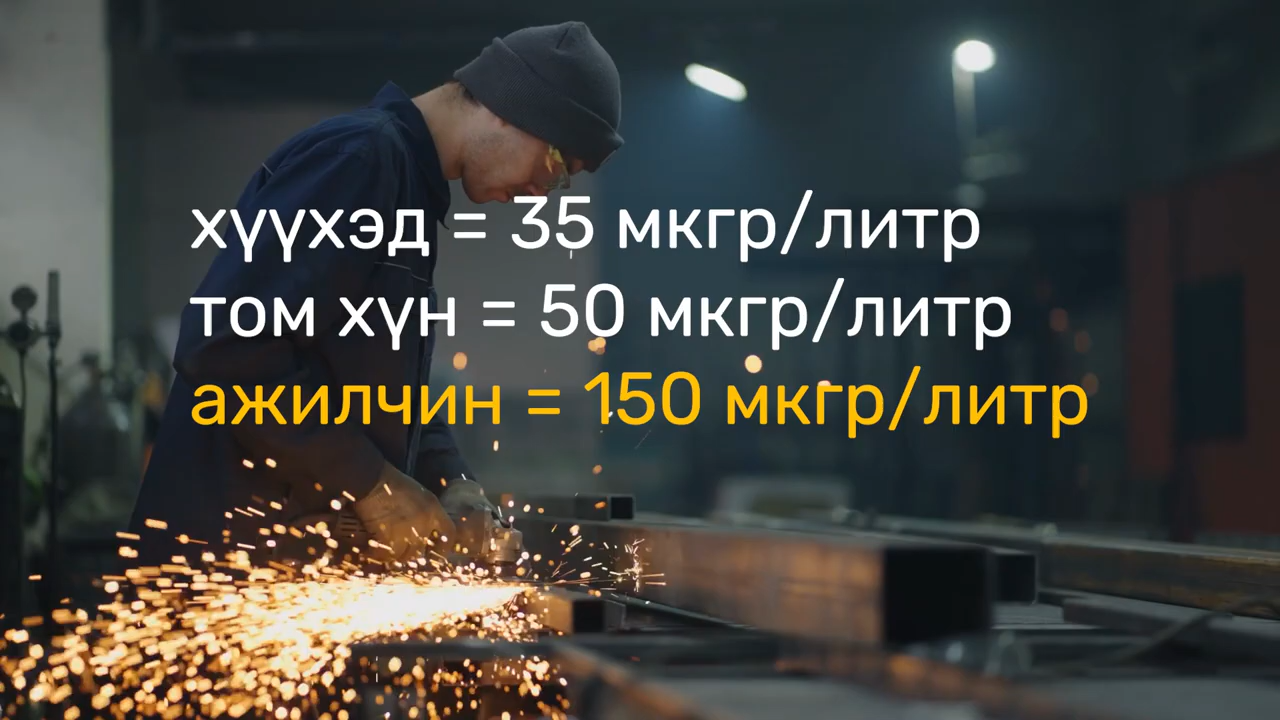 хүүхэд = 35 мкгр/литр
том хүн = 50 мкгр/литр
ажилчин = 150 мкгр/литр